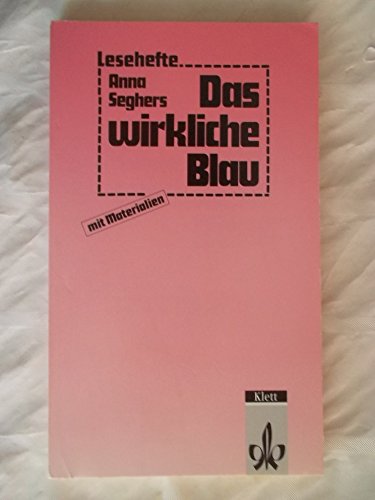 Lesehefte
Anna
Seghers
Das
wirkliche
Blau
mit Materialien
Klett